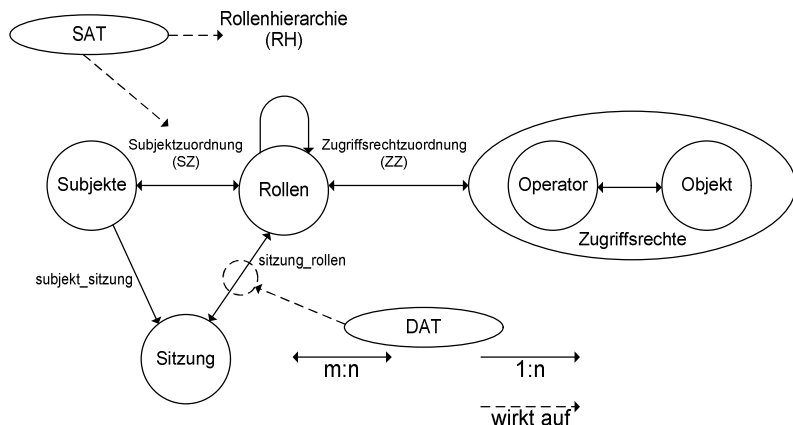 SAT
Rollenhierarchie
(RH)
Subjektzuordnung
(SZ)
Zugriffsrechtzuordnung
(ZZ)
Subjekte
Rollen
Operator
Objekt
Zugriffsrechte
sitzung_rollen
subjekt_sitzung
DAT
Sitzung
m:n
1:n
wirkt auf